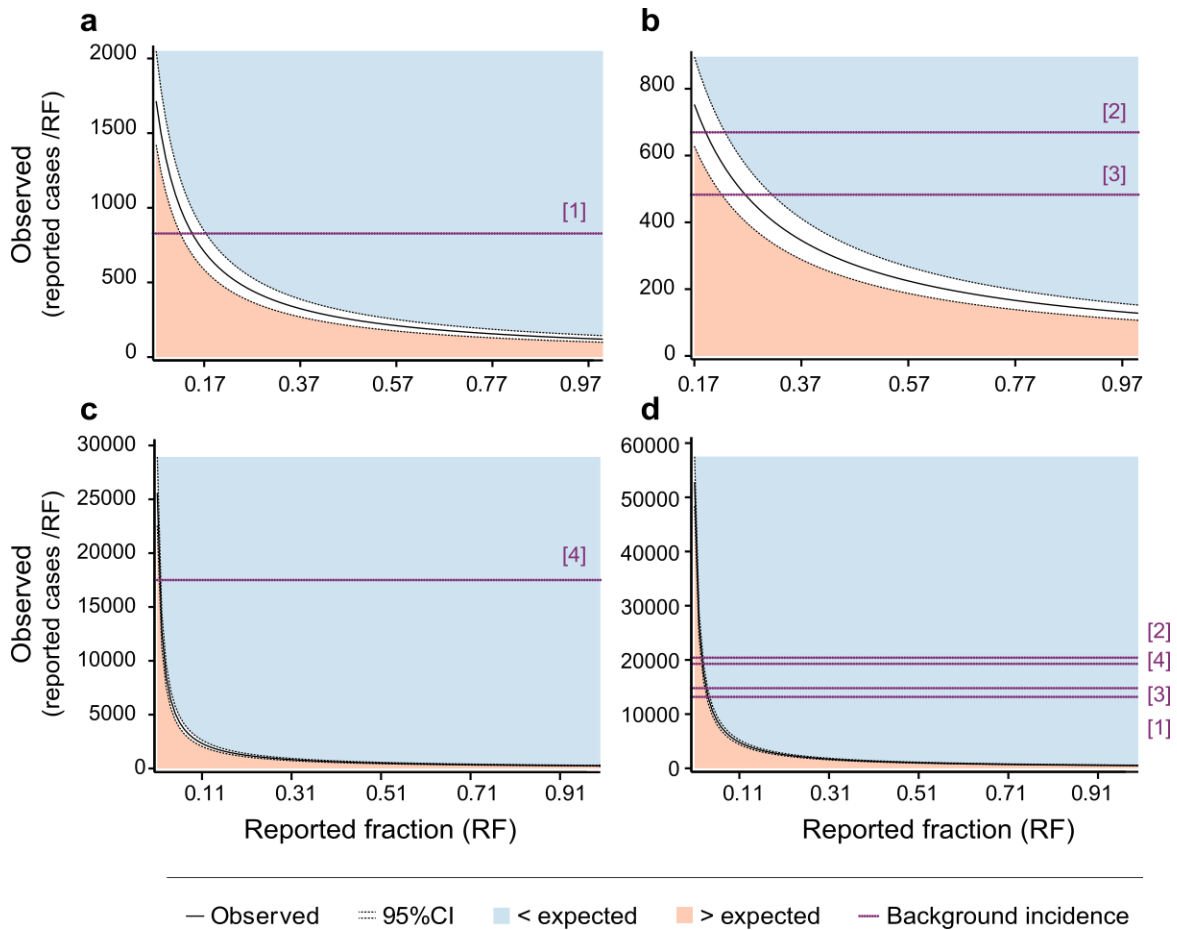 a
Observed
(reported cases /RF)
2000
1500
1000
500
0
[1]
0.17 0.37 0.57 0.77 0.97
b
800
600
400
200
0
[2]
[3]
0.17 0.37 0.57 0.77 0.97
c
Observed
(reported cases /RF)
30000
25000
20000
15000
10000
5000
0
[4]
0.11 0.31 0.51 0.71 0.91
Reported fraction (RF)
d
60000
50000
40000
30000
20000
10000
0
[2]
[4]
[3]
[1]
0.11 0.31 0.51 0.71 0.91
Reported fraction (RF)
Observed 95%CI < expected > expected Background incidence